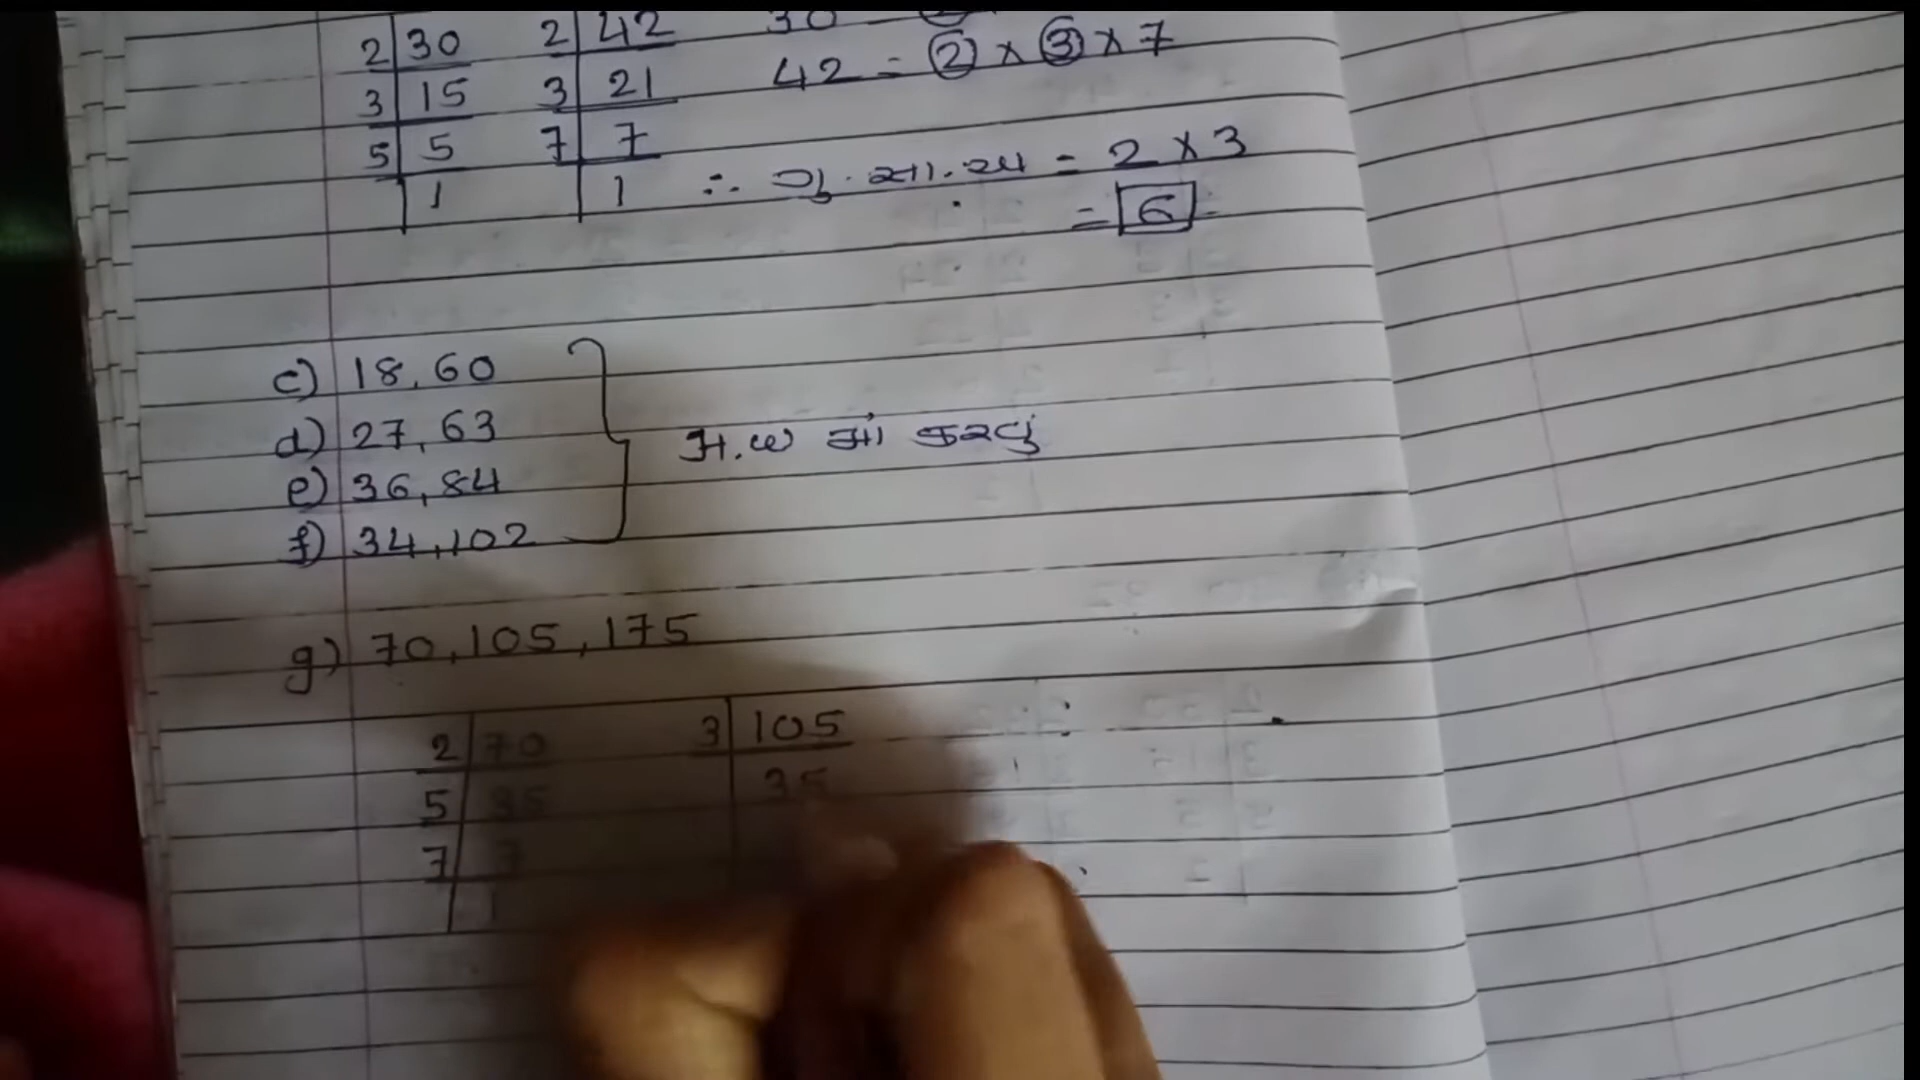 2 | 30 2 | 42 30
3 | 15 3 | 21 42 = 2 × 3 × 7
5 | 5 7 | 7
1 1 ∴ ગુ.સા.અ = 2 × 3
= 6
c) 18, 60
d) 27, 63
e) 36, 84
f) 34, 102
અ.ય માં કરવું
g) 70, 105, 175
2 | 70 3 | 105
5 | 35 35
7 | 7
1